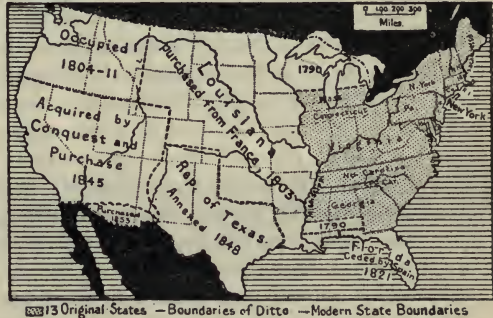 0 100 200 300
Miles.
Occupied
1804-11
Louisiana
purchased from France, 1803
1790
Mass
Connecticut
N.York
Pa.
New York
Virginia
No. Carolina
Georgia
1790
Acquired by
Conquest and
Purchase
1845
Rep. of Texas.
Annexed 1848
Purchased
1853
Florida
Ceded by Spain
1821
13 Original States — Boundaries of Ditto --- Modern State Boundaries